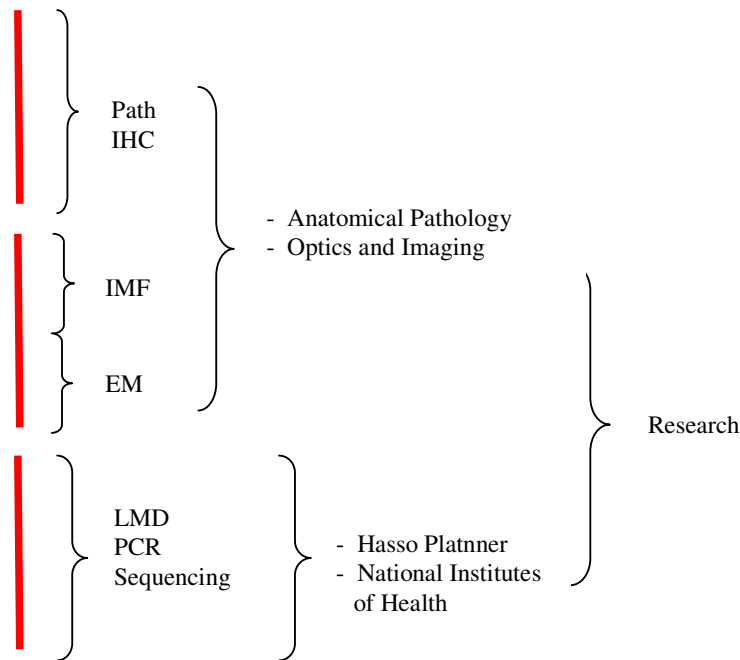 Path
IHC
- Anatomical Pathology
- Optics and Imaging
IMF
EM
Research
LMD
PCR
Sequencing
- Hasso Platnner
- National Institutes
of Health